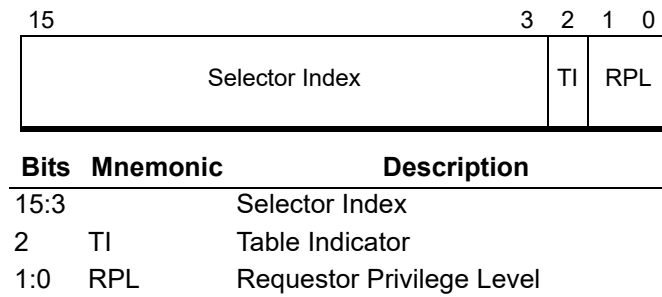 15 3 2 1 0
Selector Index TI RPL
Bits Mnemonic Description
15:3 Selector Index
2 TI Table Indicator
1:0 RPL Requestor Privilege Level